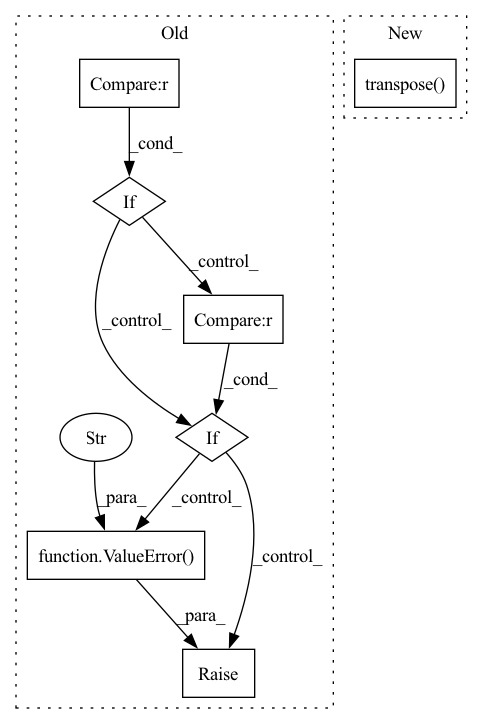 Old
New
Compare:r
transpose()
_cond_
If
_control_
_control_
Compare:r
_cond_
Str
If
_para_
_control_
_control_
function.ValueError()
_para_
Raise